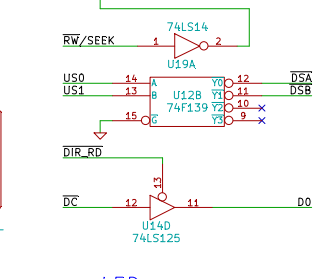 74LS14
RW/SEEK 1 2
U19A
US0 14 A Y0 12 DSA
US1 13 B Y1 11 DSB
U12B Y2 10
74F139 Y3 9
15 G
DIR_RD
13
DC 12 11 D0
U14D
74LS125